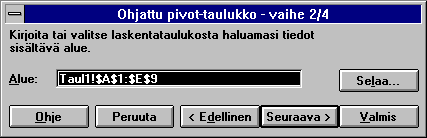 Ohjattu pivot-taulukko - vaihe 2/4
Kirjoita tai valitse laskentataulukosta haluamasi tiedot
sisältävä alue.
Alue: Taul1!$A$1:$E$9 Selaa...
Ohje Peruuta < Edellinen Seuraava > Valmis